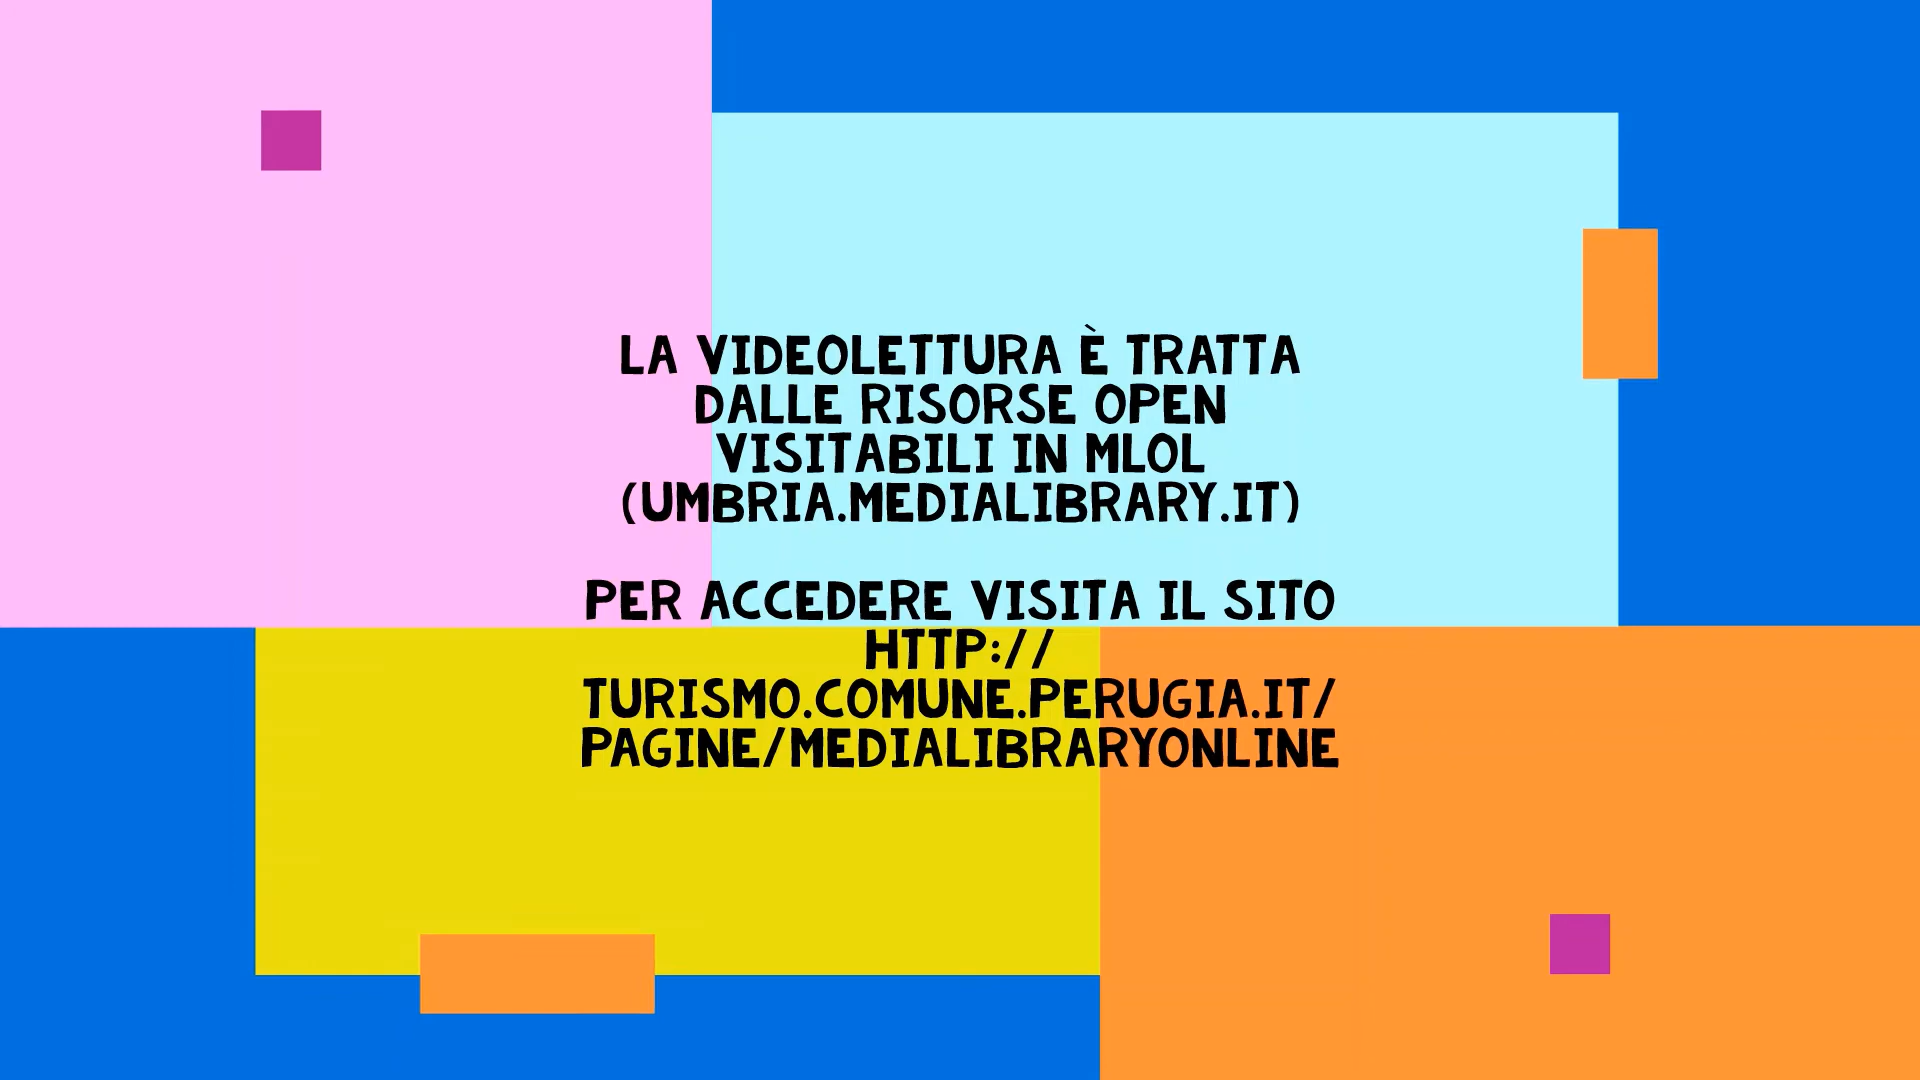 LA VIDEOLETTURA È TRATTA
DALLE RISORSE OPEN
VISITABILI IN MLOL
(UMBRIA.MEDIALIBRARY.IT)
PER ACCEDERE VISITA IL SITO
HTTP://
TURISMO.COMUNE.PERUGIA.IT/
PAGINE/MEDIALIBRARYONLINE